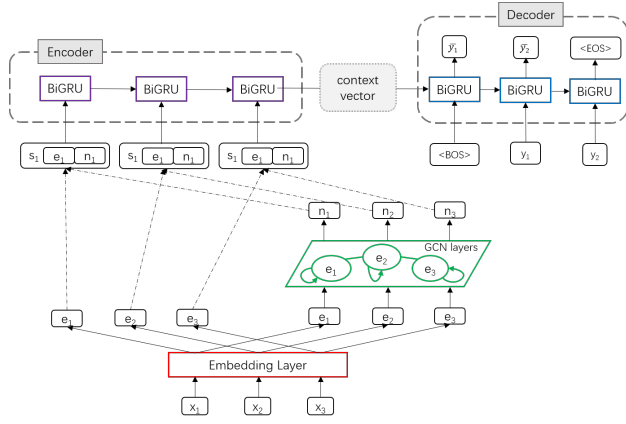 Decoder
Encoder
ȳ₁
ȳ₂
<EOS>
BiGRU
BiGRU
BiGRU
context
vector
BiGRU
BiGRU
BiGRU
s₁ e₁ n₁
s₁ e₁ n₁
s₁ e₁ n₁
<BOS>
y₁
y₂
n₁
n₂
n₃
GCN layers
e₁
e₂
e₃
e₁
e₂
e₃
e₁
e₂
e₃
Embedding Layer
x₁
x₂
x₃